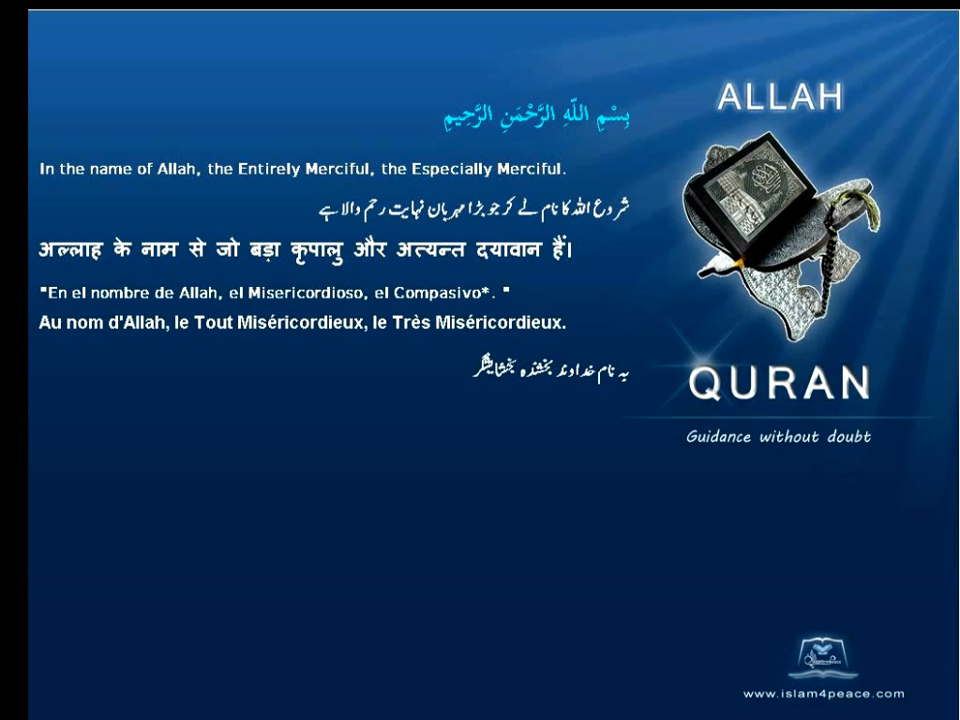 بِسْمِ اللّهِ الرَّحْمَنِ الرَّحِيمِ
In the name of Allah, the Entirely Merciful, the Especially Merciful.
شروع الله کا نام لے کر جو بڑا مہربان نہایت رحم والا ہے
अल्लाह के नाम से जो बड़ा कृपालु और अत्यन्त दयावान हैं।
"En el nombre de Allah, el Misericordioso, el Compasivo*. "
Au nom d'Allah, le Tout Miséricordieux, le Très Miséricordieux.
به نام خداوند بخشنده بخشایشگر
ALLAH
QURAN
Guidance without doubt
www.islam4peace.com